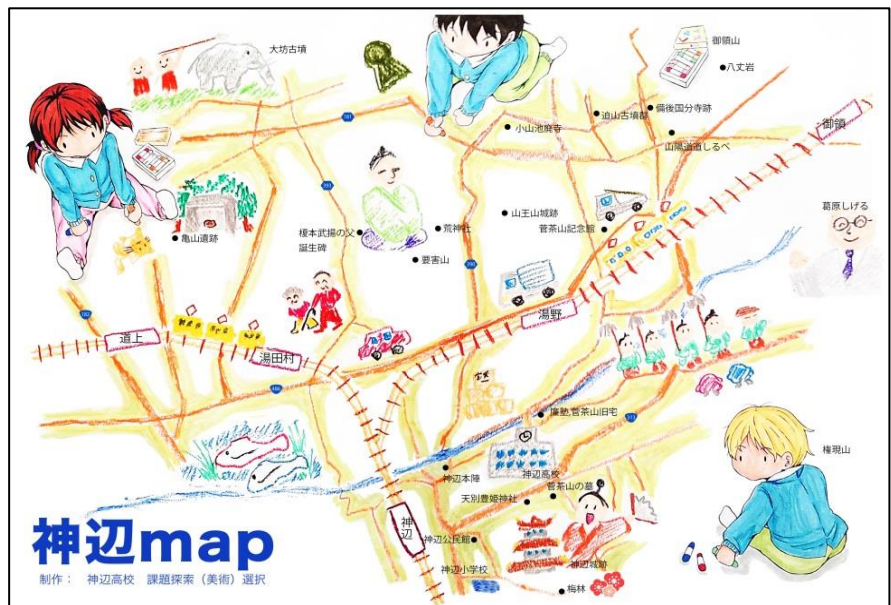 大坊古墳
御領山
八丈岩
備後国分寺跡
迫山古墳群
小山池廃寺
山陽道道しるべ
御領
葛原しげる
亀山遺跡
榎本武揚の父
誕生碑
荒神社
要害山
山王山城跡
菅茶山記念館
181
391
390
182
486
313
道上
湯田村
湯野
廉塾,菅茶山旧宅
権現山
神辺本陣
神辺高校
菅茶山の墓
天別豊姫神社
神辺
神辺公民館
神辺城跡
神辺小学校
梅林
神辺map
制作： 神辺高校 課題探索（美術）選択